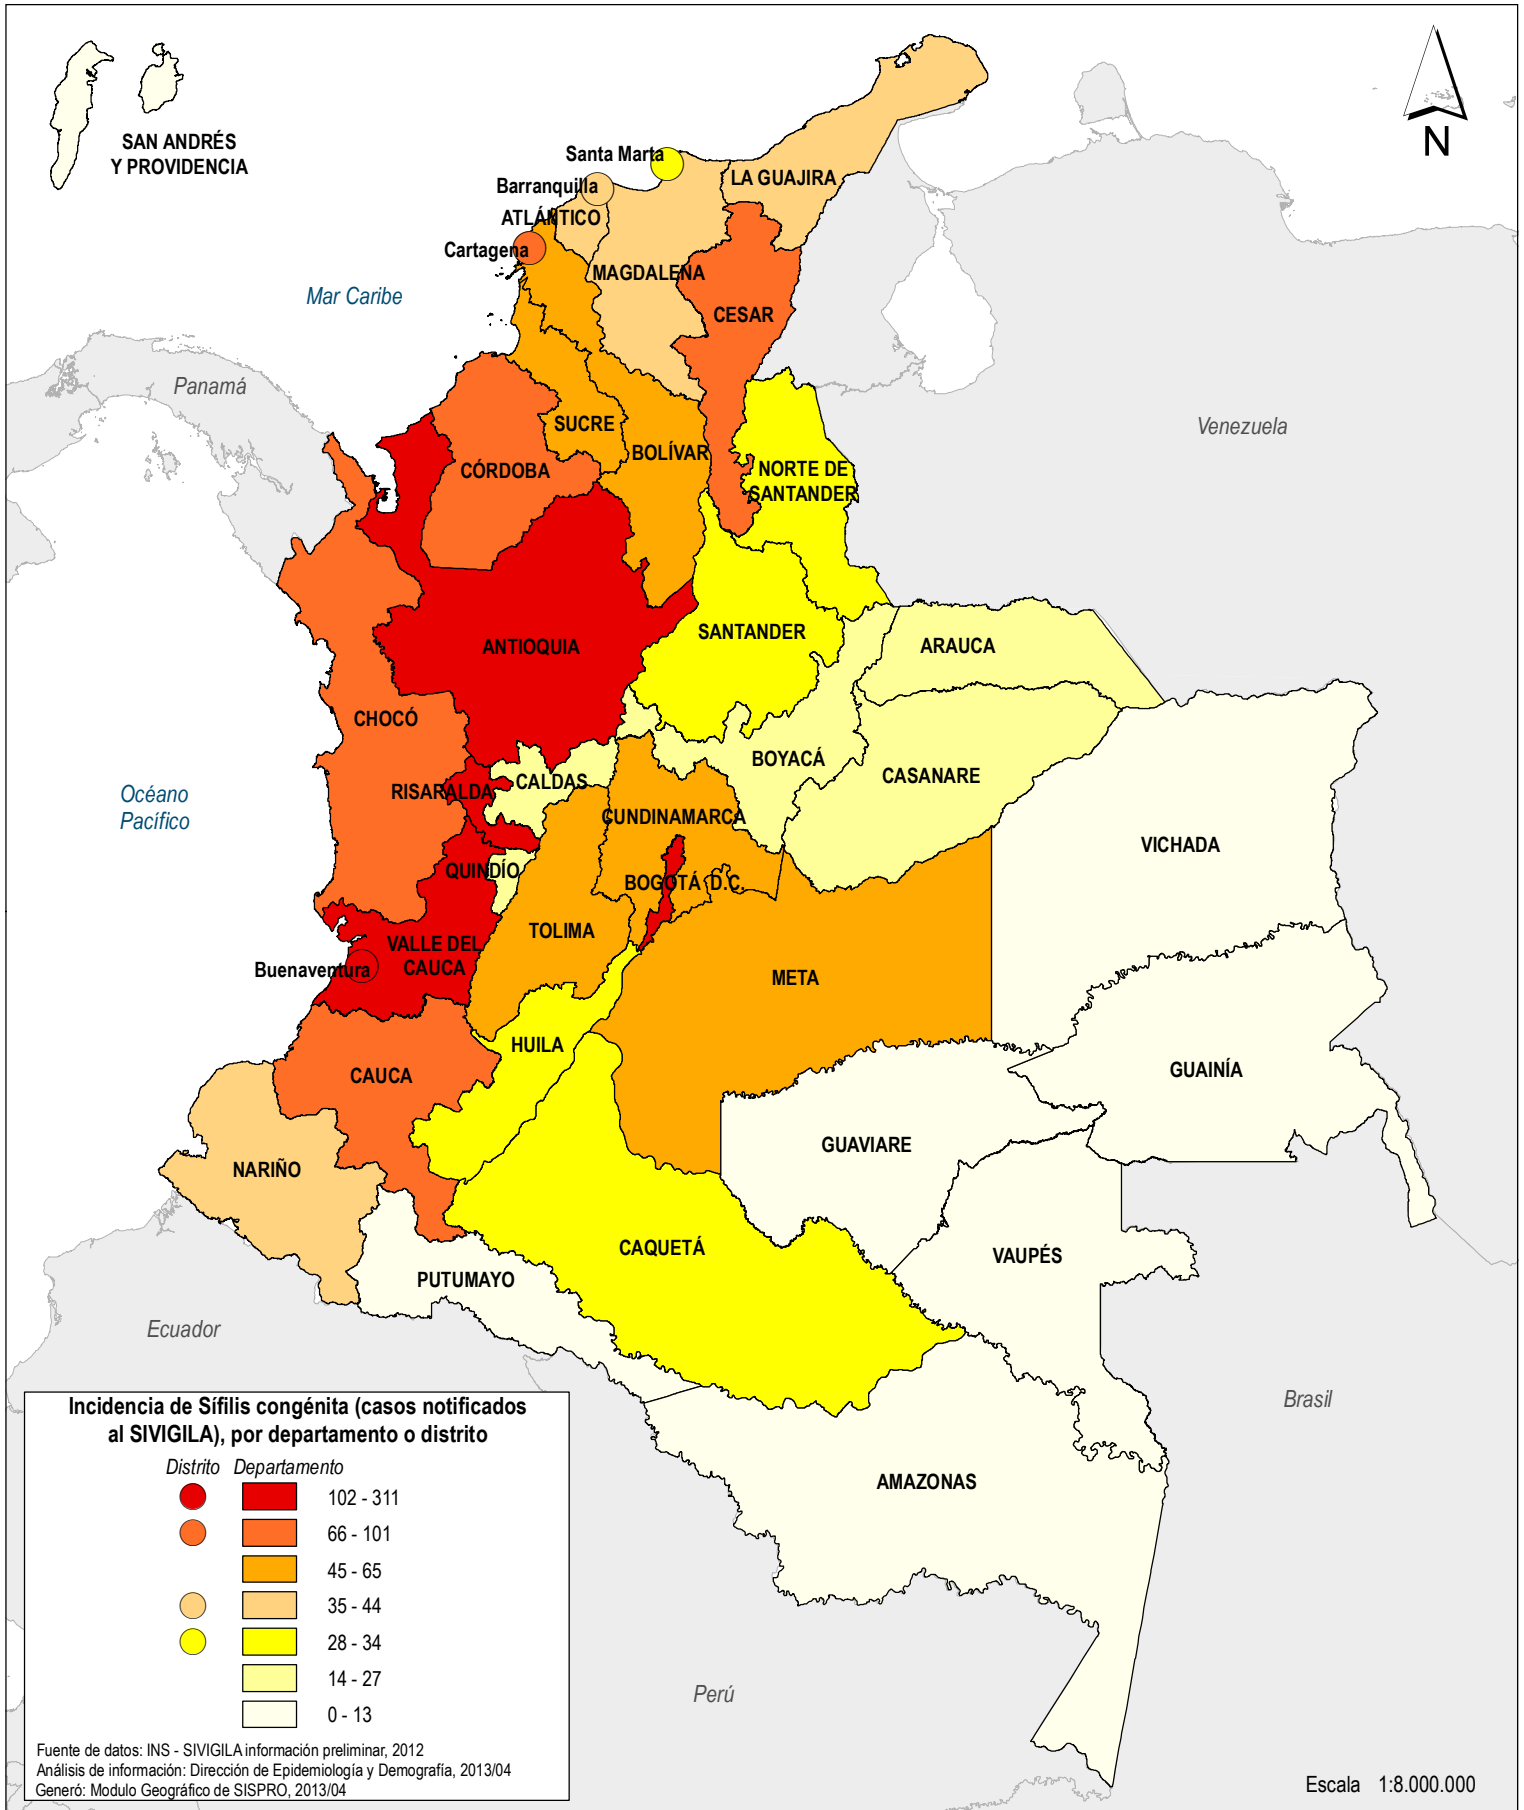 SAN ANDRÉS
Y PROVIDENCIA
N
Santa Marta
Barranquilla
LA GUAJIRA
ATLÁNTICO
Cartagena
MAGDALENA
Mar Caribe
CESAR
Panamá
Venezuela
SUCRE
BOLÍVAR
CÓRDOBA
NORTE DE
SANTANDER
ANTIOQUIA
SANTANDER
ARAUCA
CHOCÓ
BOYACÁ
CASANARE
CALDAS
RISARALDA
Océano
Pacífico
CUNDINAMARCA
VICHADA
QUINDÍO
BOGOTÁ D.C.
TOLIMA
VALLE DEL
CAUCA
Buenaventura
META
HUILA
CAUCA
GUAINÍA
GUAVIARE
NARIÑO
CAQUETÁ
VAUPÉS
PUTUMAYO
Ecuador
Brasil
AMAZONAS
Perú
Incidencia de Sífilis congénita (casos notificados
al SIVIGILA), por departamento o distrito
Distrito Departamento
102 - 311
66 - 101
45 - 65
35 - 44
28 - 34
14 - 27
0 - 13
Fuente de datos: INS - SIVIGILA información preliminar, 2012
Análisis de información: Dirección de Epidemiología y Demografía, 2013/04
Generó: Modulo Geográfico de SISPRO, 2013/04
Escala 1:8.000.000